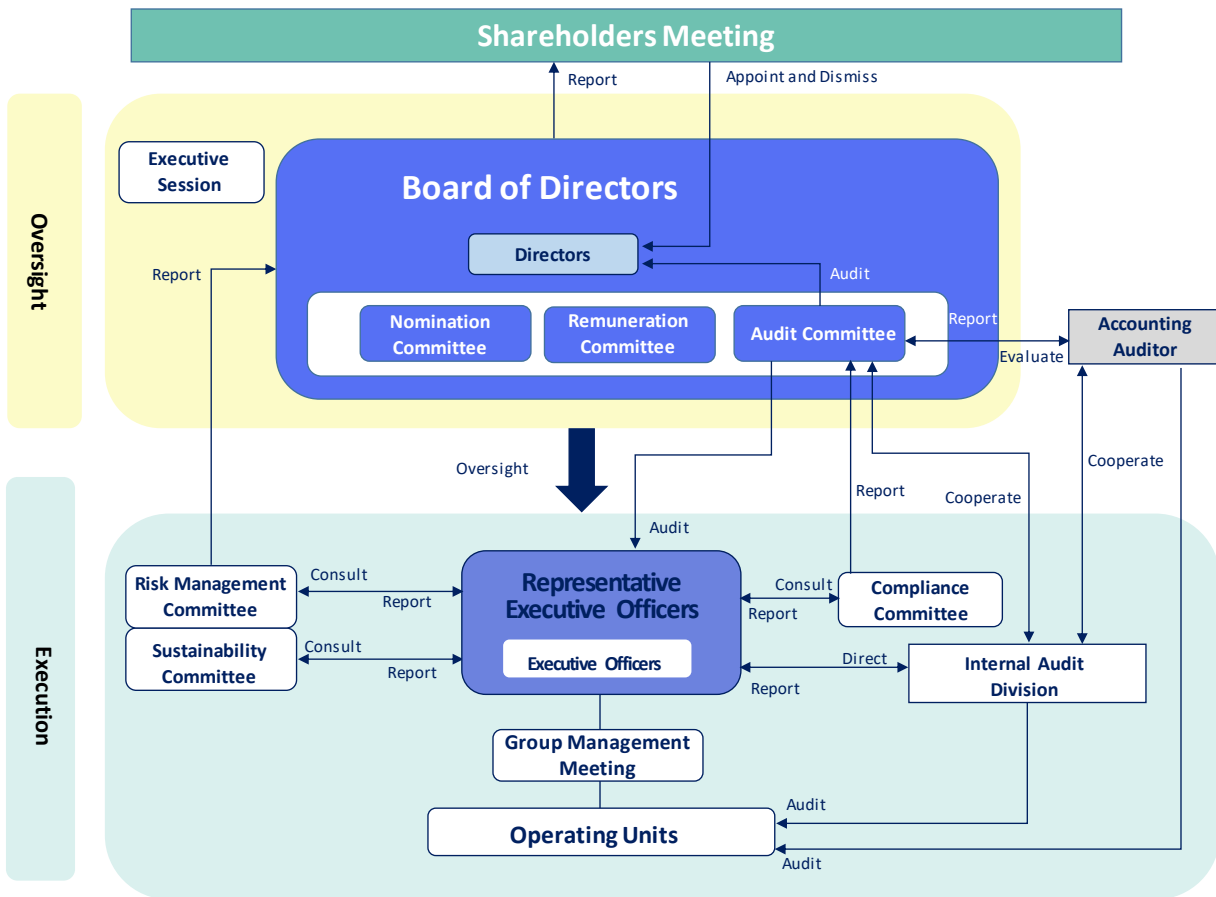 Shareholders Meeting
Report
Appoint and Dismiss
Oversight
Executive
Session
Board of Directors
Directors
Report
Audit
Nomination
Committee
Remuneration
Committee
Audit Committee
Report
Evaluate
Accounting
Auditor
Oversight
Report
Cooperate
Cooperate
Audit
Execution
Risk Management
Committee
Consult
Report
Sustainability
Committee
Consult
Report
Representative
Executive Officers
Executive Officers
Consult
Report
Compliance
Committee
Direct
Report
Internal Audit
Division
Group Management
Meeting
Operating Units
Audit
Audit